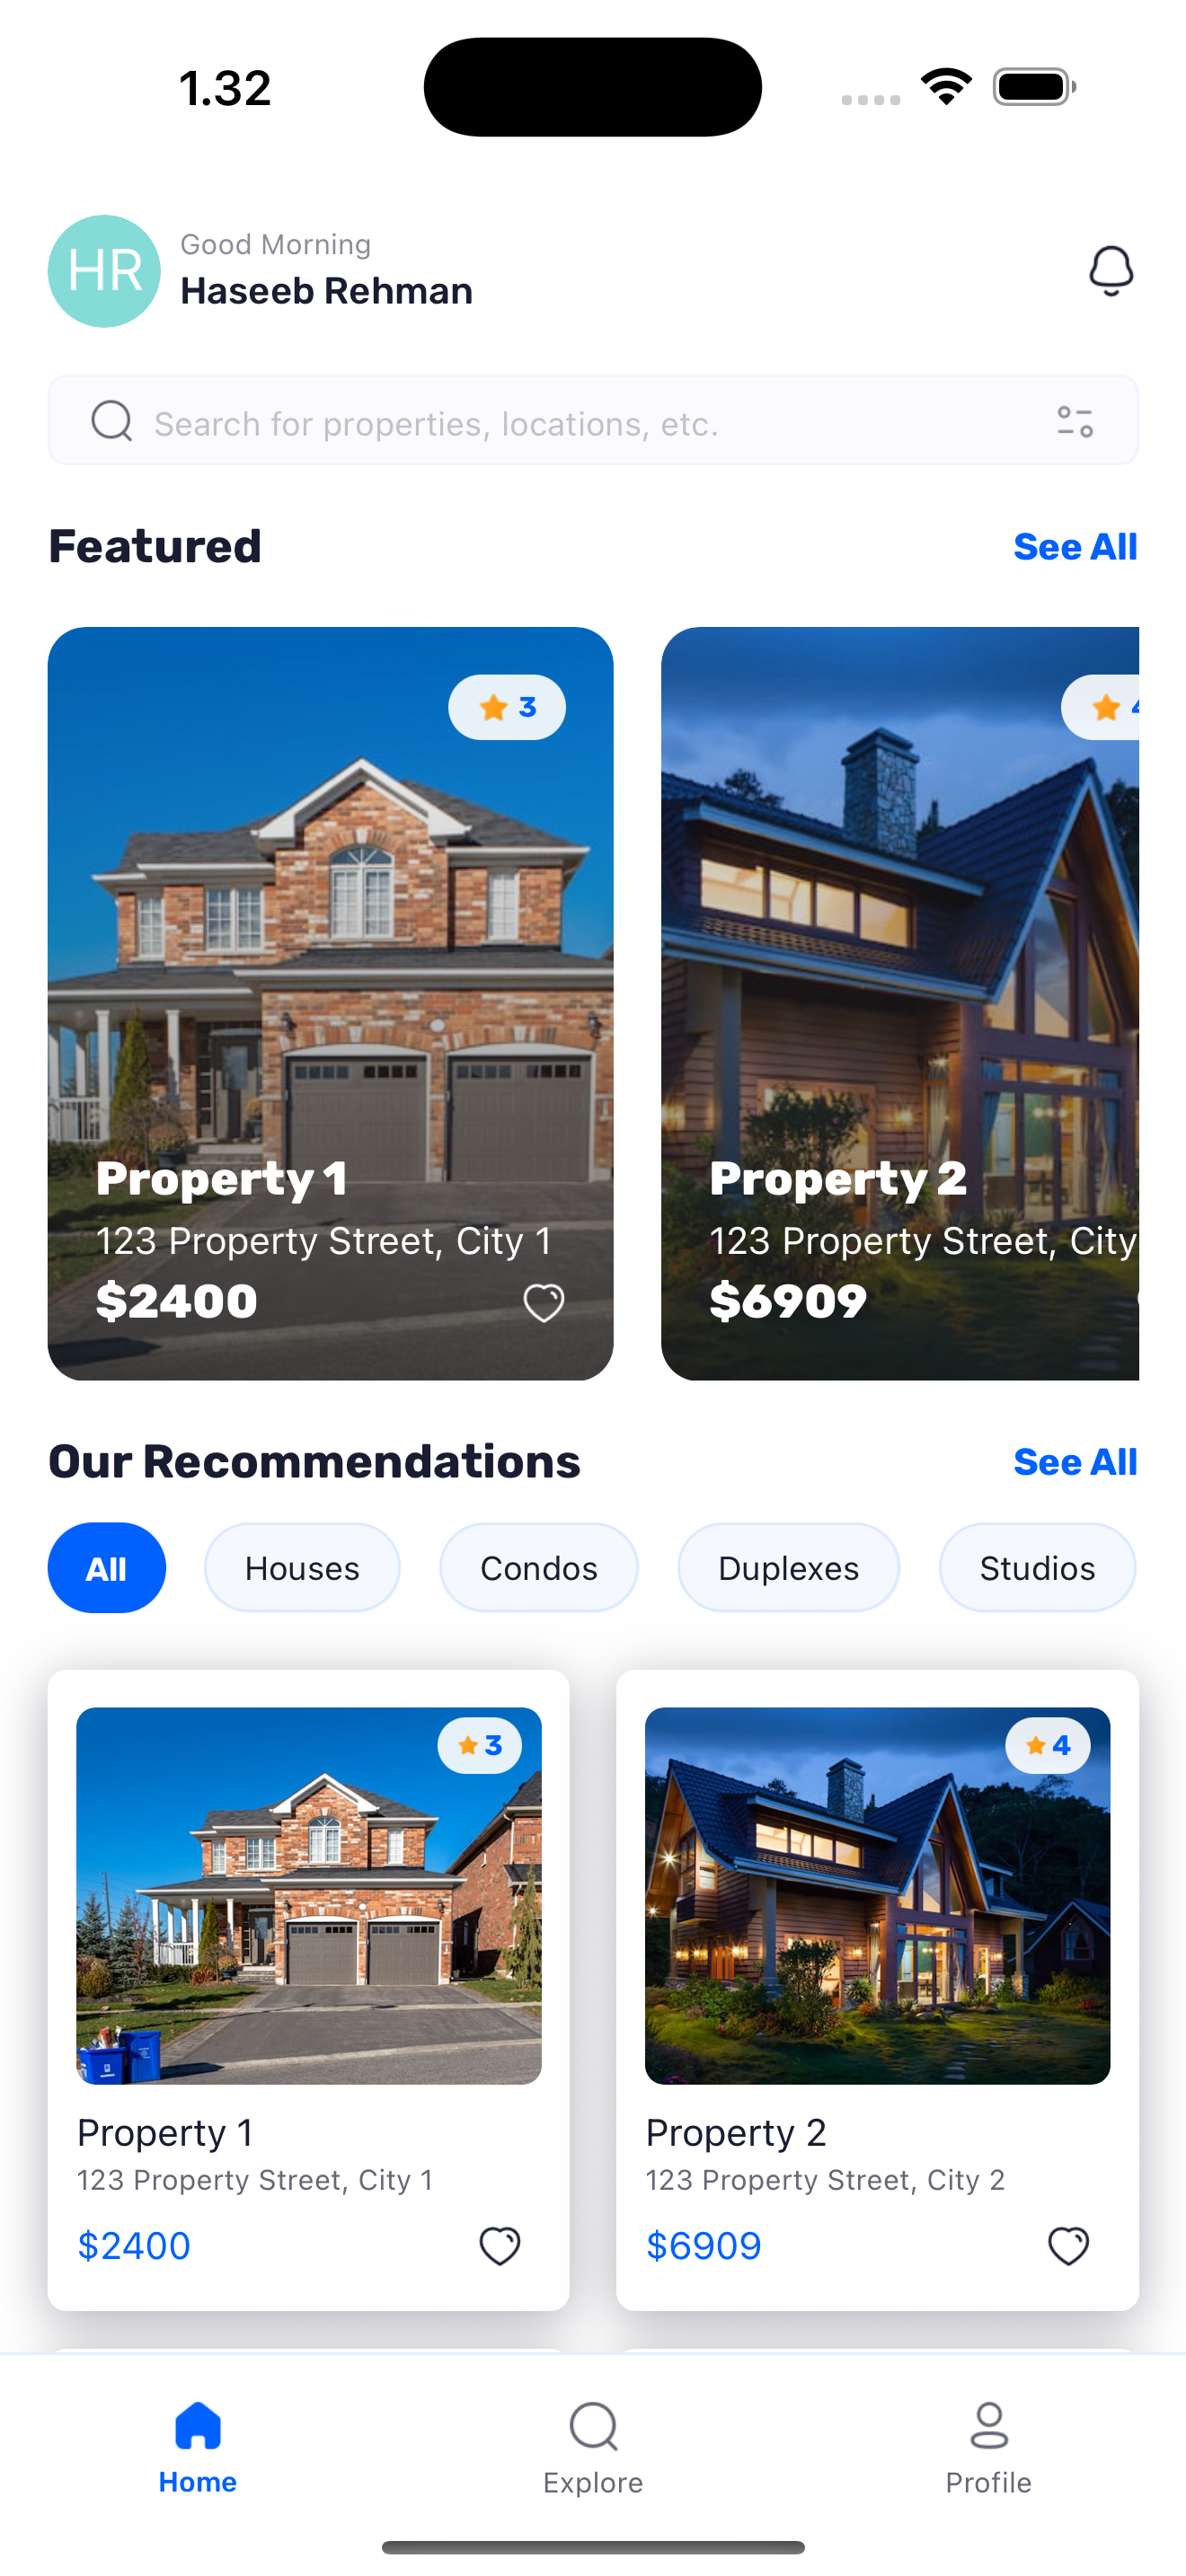 1.32
HR
Good Morning
Haseeb Rehman
Search for properties, locations, etc.
Featured
See All
3
Property 1
123 Property Street, City 1
$2400
Property 2
123 Property Street, City
$6909
Our Recommendations
See All
All
Houses
Condos
Duplexes
Studios
3
Property 1
123 Property Street, City 1
$2400
4
Property 2
123 Property Street, City 2
$6909
Home
Explore
Profile